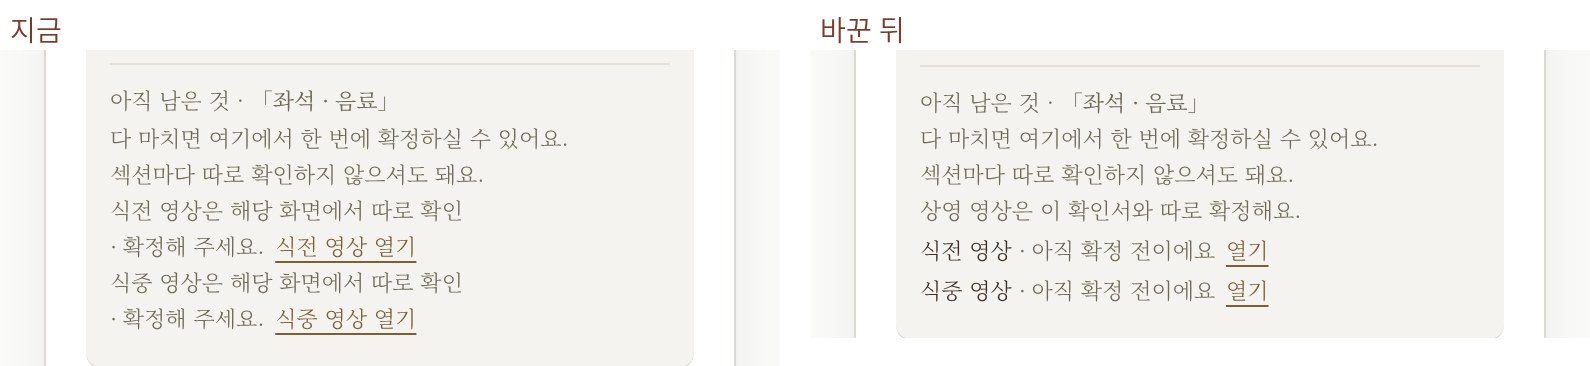 지금
아직 남은 것 · 「좌석 · 음료」
다 마치면 여기에서 한 번에 확정하실 수 있어요.
섹션마다 따로 확인하지 않으셔도 돼요.
식전 영상은 해당 화면에서 따로 확인
· 확정해 주세요. 식전 영상 열기
식중 영상은 해당 화면에서 따로 확인
· 확정해 주세요. 식중 영상 열기
바꾼 뒤
아직 남은 것 · 「좌석 · 음료」
다 마치면 여기에서 한 번에 확정하실 수 있어요.
섹션마다 따로 확인하지 않으셔도 돼요.
상영 영상은 이 확인서와 따로 확정해요.
식전 영상 · 아직 확정 전이에요 열기
식중 영상 · 아직 확정 전이에요 열기